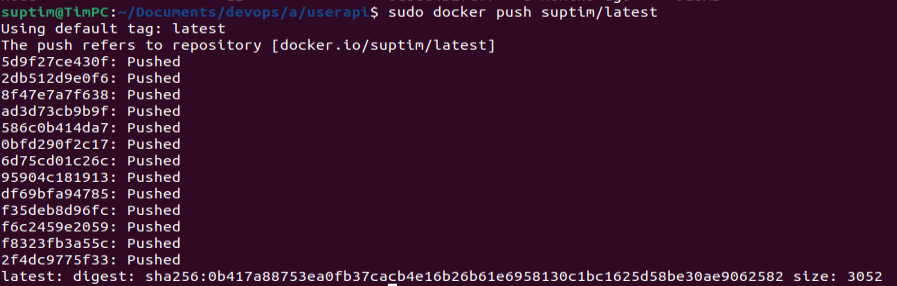 suptim@TimPC:~/Documents/devops/a/userapi$ sudo docker push suptim/latest
Using default tag: latest
The push refers to repository [docker.io/suptim/latest]
5d9f27ce430f: Pushed
2db512d9e0f6: Pushed
8f47e7a7f638: Pushed
ad3d73cb9b9f: Pushed
586c0b414da7: Pushed
0bfd290f2c17: Pushed
6d75cd01c26c: Pushed
95904c181913: Pushed
df69bfa94785: Pushed
f35deb8d96fc: Pushed
f6c2459e2059: Pushed
f8323fb3a55c: Pushed
2f4dc9775f33: Pushed
latest: digest: sha256:0b417a88753ea0fb37cacb4e16b26b61e6958130c1bc1625d58be30ae9062582 size: 3052